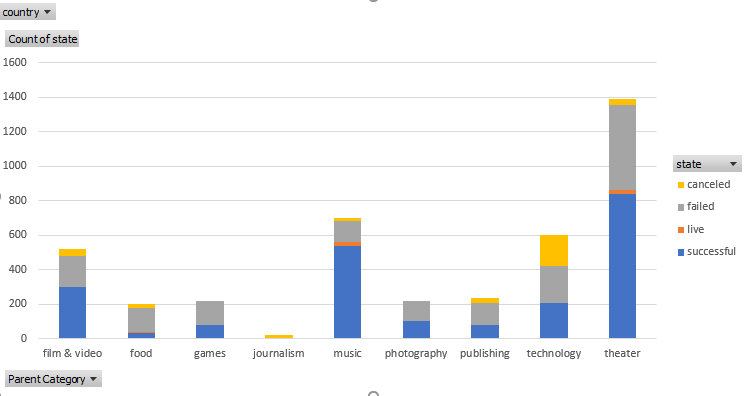 country
Count of state
1600
1400
1200
1000
800
600
400
200
0
film & video food games journalism music photography publishing technology theater
state
canceled
failed
live
successful
Parent Category